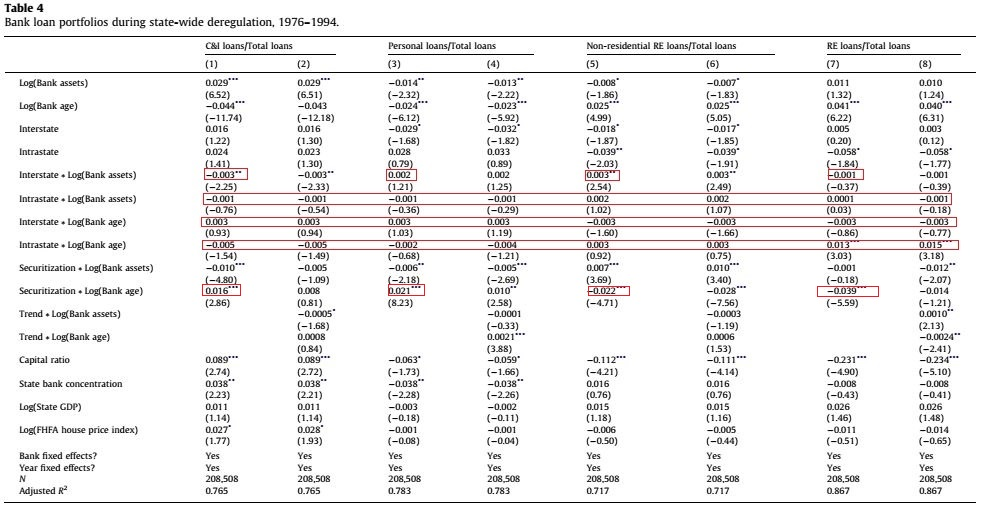 Table 4
Bank loan portfolios during state-wide deregulation, 1976–1994.
C&I loans/Total loans Personal loans/Total loans Non-residential RE loans/Total loans RE loans/Total loans
(1) (2) (3) (4) (5) (6) (7) (8)
Log(Bank assets) 0.029*** 0.029*** −0.014** −0.013** −0.008* −0.007* 0.011 0.010
(6.52) (6.51) (−2.32) (−2.22) (−1.86) (−1.83) (1.32) (1.24)
Log(Bank age) −0.044*** −0.043 −0.024*** −0.023*** 0.025*** 0.025*** 0.041*** 0.040***
(−11.74) (−12.18) (−6.12) (−5.92) (4.99) (5.05) (6.22) (6.31)
Interstate 0.016 0.016 −0.029* −0.032* −0.018* −0.017* 0.005 0.003
(1.22) (1.30) (−1.68) (−1.82) (−1.87) (−1.85) (0.20) (0.12)
Intrastate 0.024 0.023 0.028 0.033 −0.039** −0.039* −0.058* −0.058*
(1.41) (1.30) (0.79) (0.89) (−2.03) (−1.91) (−1.84) (−1.77)
Interstate * Log(Bank assets) −0.003** −0.003** 0.002 0.002 0.003** 0.003** −0.001 −0.001
(−2.25) (−2.33) (1.21) (1.25) (2.54) (2.49) (−0.37) (−0.39)
Intrastate * Log(Bank assets) −0.001 −0.001 −0.001 −0.001 0.002 0.002 0.0001 −0.001
(−0.76) (−0.54) (−0.36) (−0.29) (1.02) (1.07) (0.03) (−0.18)
Interstate * Log(Bank age) 0.003 0.003 0.003 0.003 −0.003 −0.003 −0.003 −0.003
(0.93) (0.94) (1.03) (1.19) (−1.60) (−1.66) (−0.86) (−0.77)
Intrastate * Log(Bank age) −0.005 −0.005 −0.002 −0.004 0.003 0.003 0.013*** 0.015***
(−1.54) (−1.49) (−0.68) (−1.21) (0.92) (0.75) (3.03) (3.18)
Securitization * Log(Bank assets) −0.010*** −0.005 −0.006** −0.005*** 0.007*** 0.010*** −0.001 −0.012**
(−4.80) (−1.09) (−2.18) (−2.69) (3.69) (3.40) (−0.18) (−2.07)
Securitization * Log(Bank age) 0.016*** 0.008 0.021*** 0.010** −0.022*** −0.028*** −0.039*** −0.014
(2.86) (0.81) (8.23) (2.58) (−4.71) (−7.56) (−5.59) (−1.21)
Trend * Log(Bank assets) −0.0005* −0.0001 −0.0003 0.0010**
(−1.68) (−0.33) (−1.19) (2.13)
Trend * Log(Bank age) 0.0008 0.0021*** 0.0006 −0.0024**
(0.84) (3.88) (1.53) (−2.41)
Capital ratio 0.089*** 0.089*** −0.063* −0.059* −0.112*** −0.111*** −0.231*** −0.234***
(2.74) (2.72) (−1.73) (−1.66) (−4.21) (−4.14) (−4.90) (−5.10)
State bank concentration 0.038** 0.038** −0.038** −0.038** 0.016 0.016 −0.008 −0.008
(2.23) (2.21) (−2.28) (−2.26) (0.76) (0.76) (−0.43) (−0.41)
Log(State GDP) 0.011 0.011 −0.003 −0.002 0.015 0.015 0.026 0.026
(1.14) (1.14) (−0.18) (−0.11) (1.18) (1.16) (1.46) (1.48)
Log(FHFA house price index) 0.027* 0.028* −0.001 −0.001 −0.006 −0.005 −0.011 −0.014
(1.77) (1.93) (−0.08) (−0.04) (−0.50) (−0.44) (−0.51) (−0.65)
Bank fixed effects? Yes Yes Yes Yes Yes Yes Yes Yes
Year fixed effects? Yes Yes Yes Yes Yes Yes Yes Yes
N 208,508 208,508 208,508 208,508 208,508 208,508 208,508 208,508
Adjusted R² 0.765 0.765 0.783 0.783 0.717 0.717 0.867 0.867